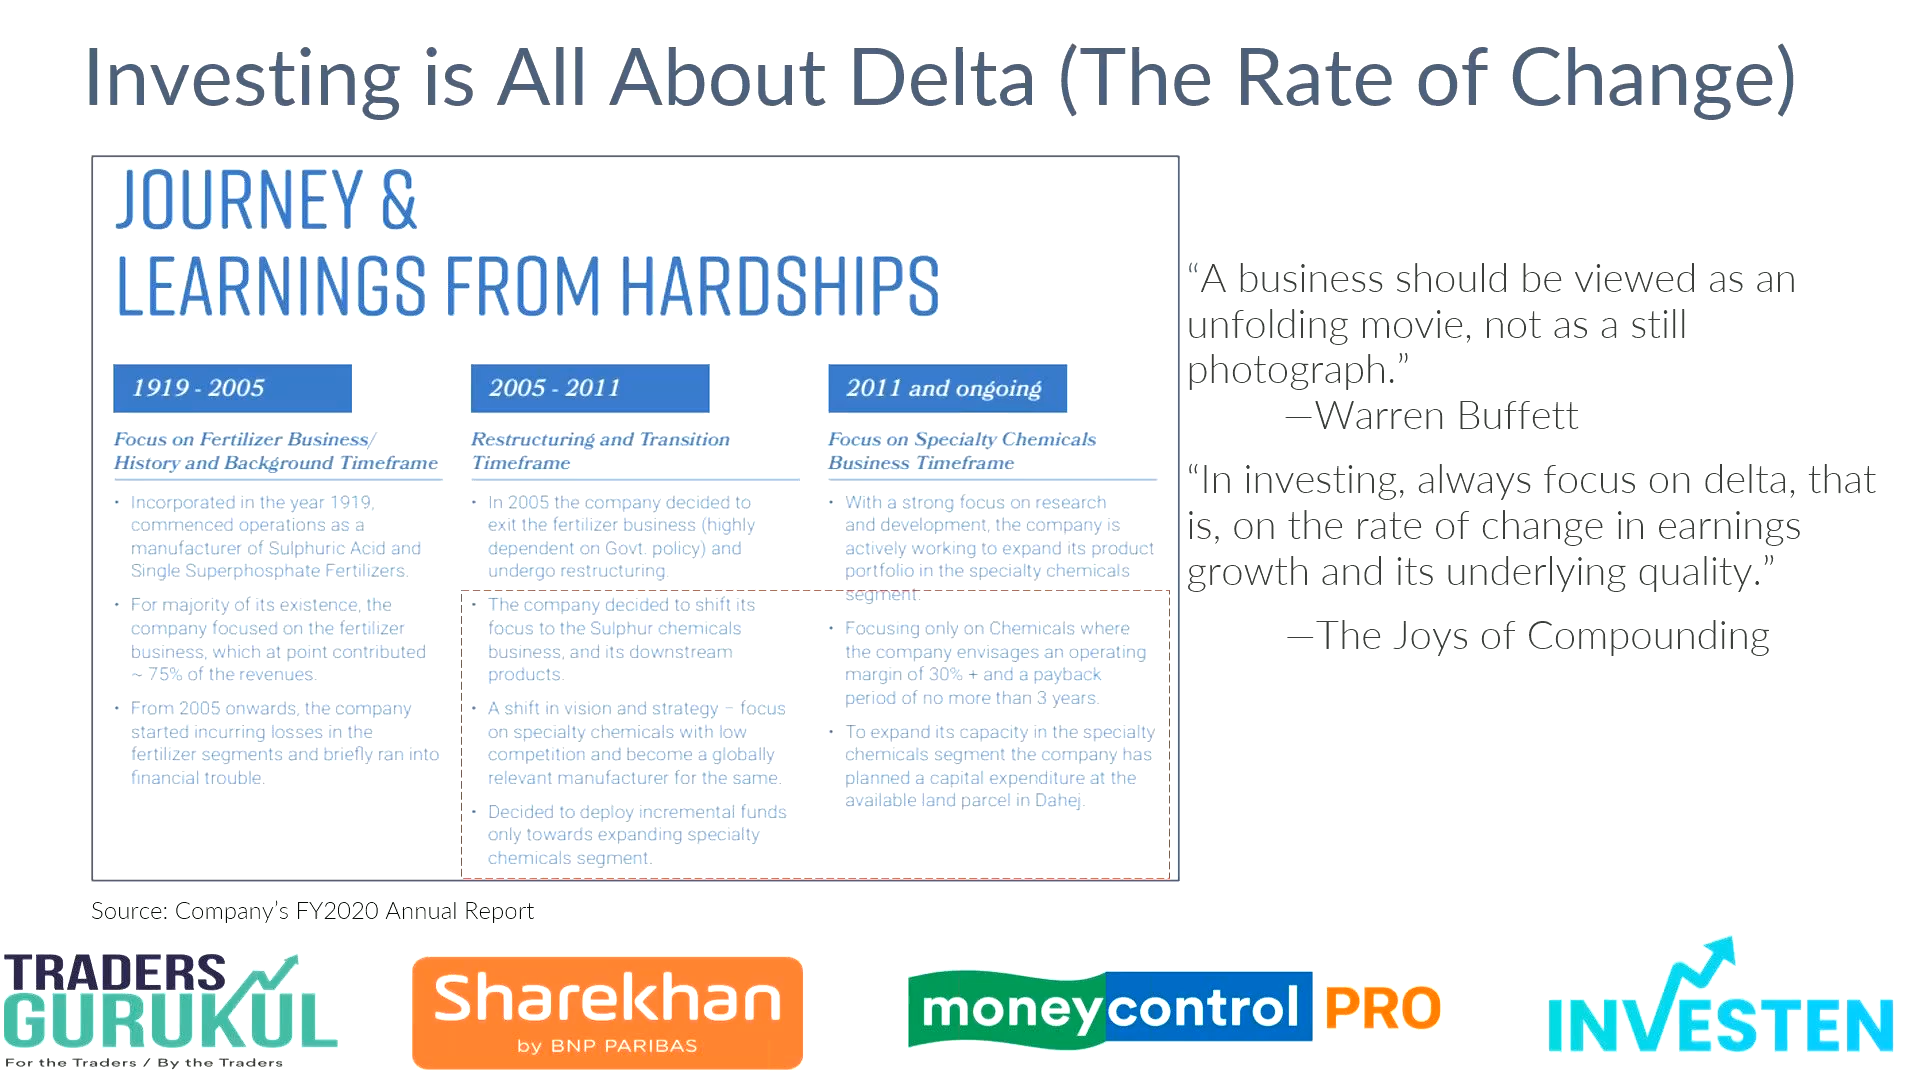 Investing is All About Delta (The Rate of Change)
JOURNEY &
LEARNINGS FROM HARDSHIPS
1919 - 2005
Focus on Fertilizer Business/
History and Background Timeframe
• Incorporated in the year 1919,
commenced operations as a
manufacturer of Sulphuric Acid and
Single Superphosphate Fertilizers.
• For majority of its existence, the
company focused on the fertilizer
business, which at point contributed
~ 75% of the revenues.
• From 2005 onwards, the company
started incurring losses in the
fertilizer segments and briefly ran into
financial trouble.
2005 - 2011
Restructuring and Transition
Timeframe
• In 2005 the company decided to
exit the fertilizer business (highly
dependent on Govt. policy) and
undergo restructuring.
• The company decided to shift its
focus to the Sulphur chemicals
business, and its downstream
products.
• A shift in vision and strategy – focus
on specialty chemicals with low
competition and become a globally
relevant manufacturer for the same.
• Decided to deploy incremental funds
only towards expanding specialty
chemicals segment.
2011 and ongoing
Focus on Specialty Chemicals
Business Timeframe
• With a strong focus on research
and development, the company is
actively working to expand its product
portfolio in the specialty chemicals
segment.
• Focusing only on Chemicals where
the company envisages an operating
margin of 30% + and a payback
period of no more than 3 years.
• To expand its capacity in the specialty
chemicals segment the company has
planned a capital expenditure at the
available land parcel in Dahej.
“A business should be viewed as an
unfolding movie, not as a still
photograph.”
—Warren Buffett
“In investing, always focus on delta, that
is, on the rate of change in earnings
growth and its underlying quality.”
—The Joys of Compounding
Source: Company's FY2020 Annual Report
TRADERS
GURUKUL
For the Traders / By the Traders
Sharekhan
by BNP PARIBAS
moneycontrol PRO
INVESTEN